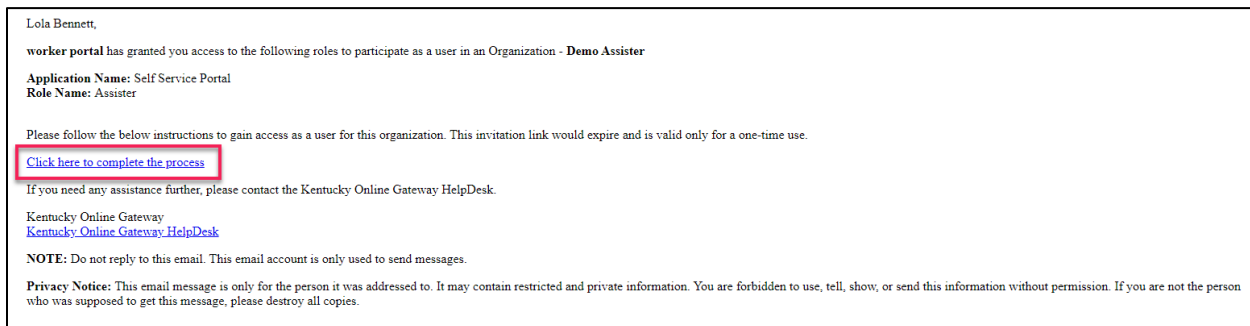 Lola Bennett,
worker portal has granted you access to the following roles to participate as a user in an Organization - Demo Assister
Application Name: Self Service Portal
Role Name: Assister
Please follow the below instructions to gain access as a user for this organization. This invitation link would expire and is valid only for a one-time use.
Click here to complete the process
If you need any assistance further, please contact the Kentucky Online Gateway HelpDesk.
Kentucky Online Gateway
Kentucky Online Gateway HelpDesk
NOTE: Do not reply to this email. This email account is only used to send messages.
Privacy Notice: This email message is only for the person it was addressed to. It may contain restricted and private information. You are forbidden to use, tell, show, or send this information without permission. If you are not the person
who was supposed to get this message, please destroy all copies.